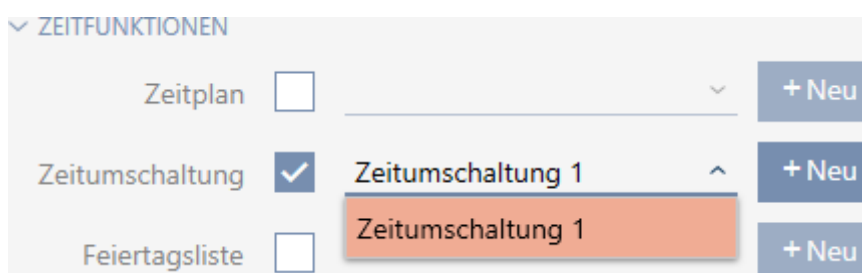 ZEITFUNKTIONEN
Zeitplan + Neu
Zeitumschaltung Zeitumschaltung 1 + Neu
Zeitumschaltung 1
Feiertagsliste + Neu